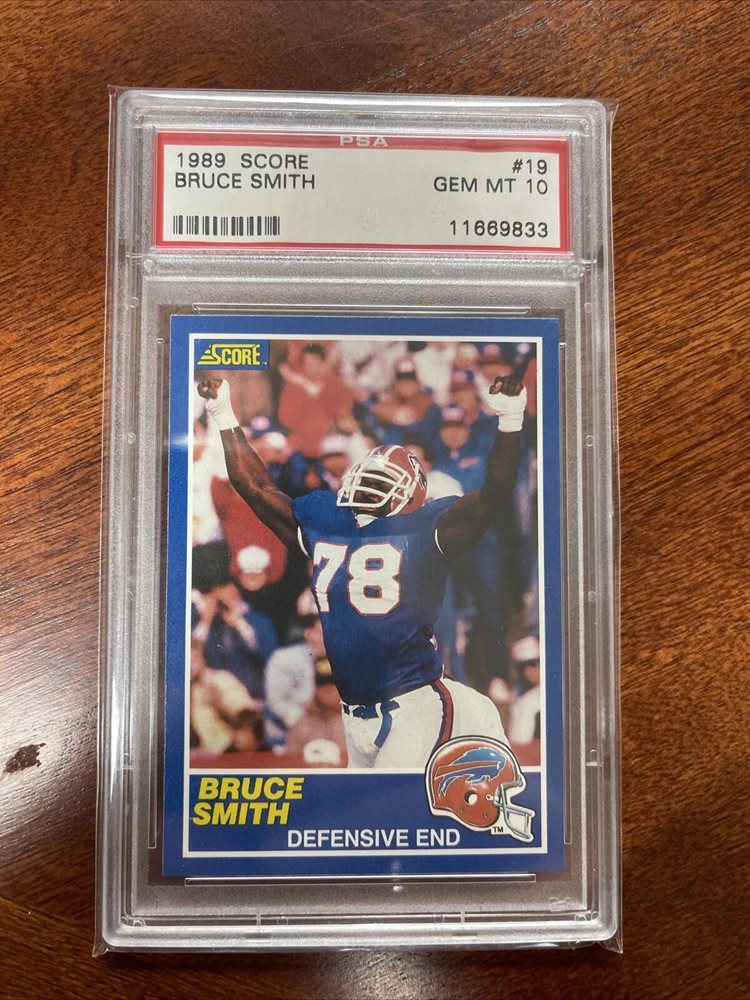 PSA
1989 SCORE #19
BRUCE SMITH GEM MT 10
11669833
SCORE
78
BRUCE
SMITH
DEFENSIVE END
TM